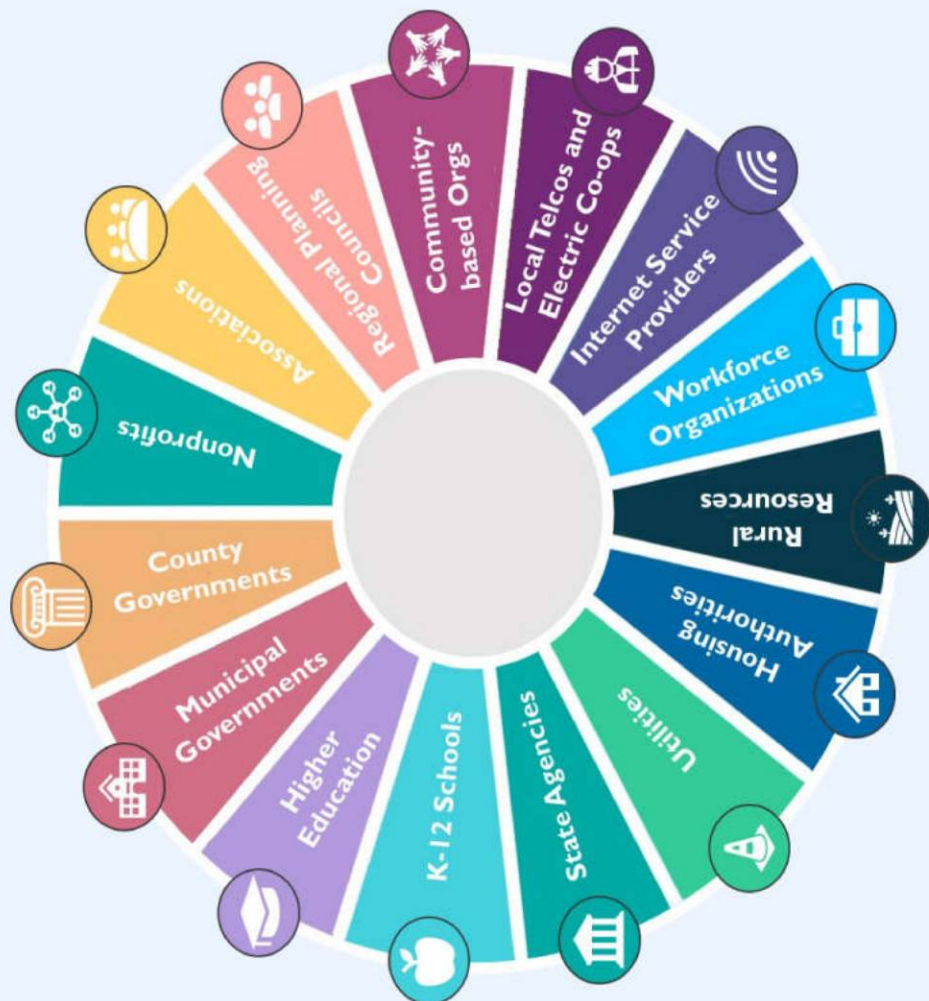 Community-
based Orgs
Local Telcos and
Electric Co-ops
Internet Service
Providers
Workforce
Organizations
Rural
Resources
Housing
Authorities
Utilities
State Agencies
K-12 Schools
Higher
Education
Municipal
Governments
County
Governments
Nonprofits
Associations
Regional Planning
Councils